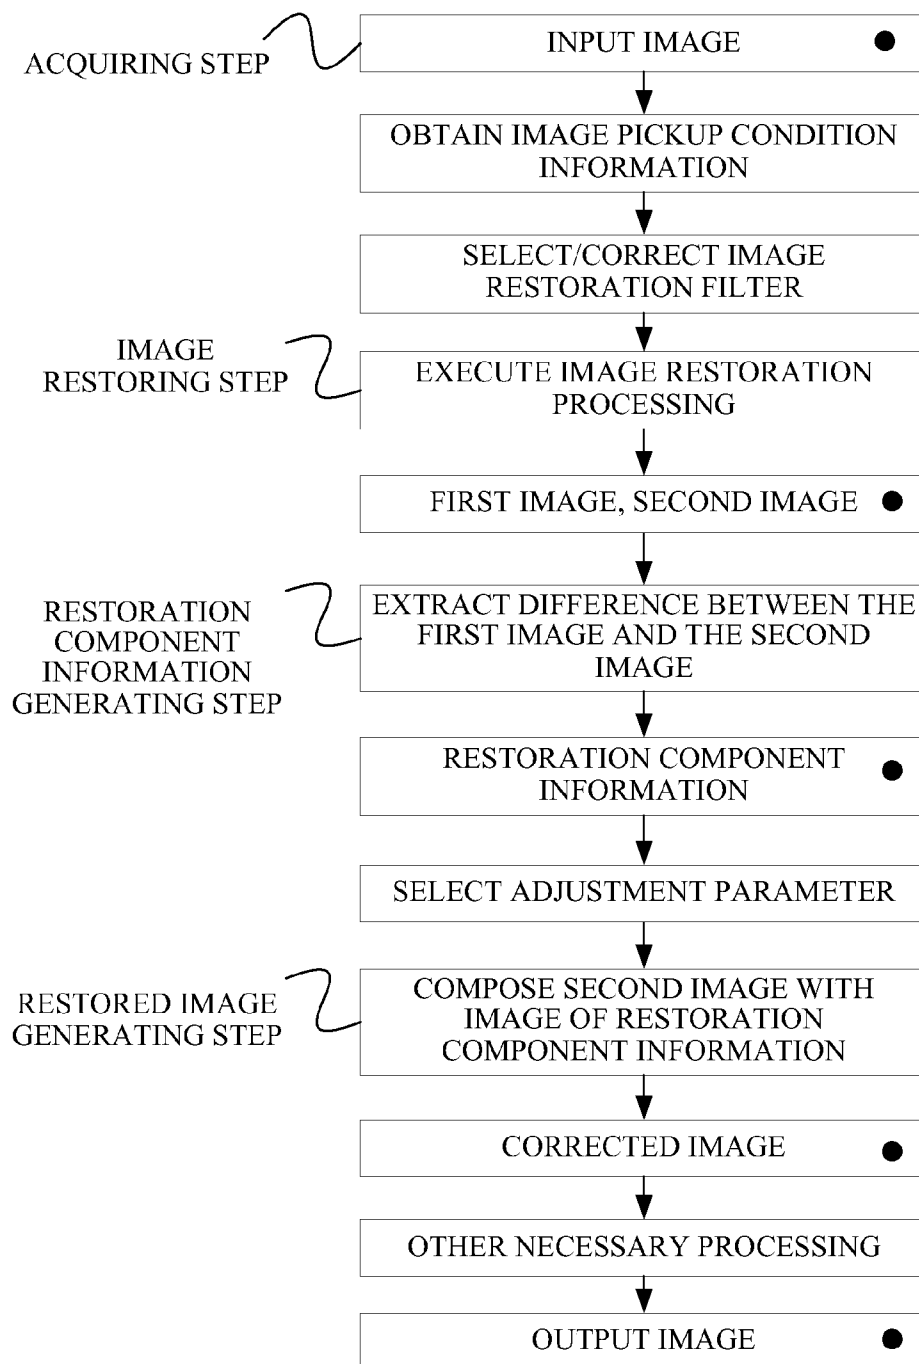 INPUT IMAGE
ACQUIRING STEP
OBTAIN IMAGE PICKUP CONDITION
INFORMATION
SELECT/CORRECT IMAGE
RESTORATION FILTER
IMAGE
RESTORING STEP
EXECUTE IMAGE RESTORATION
PROCESSING
FIRST IMAGE, SECOND IMAGE
RESTORATION
COMPONENT
INFORMATION
GENERATING STEP
EXTRACT DIFFERENCE BETWEEN THE
FIRST IMAGE AND THE SECOND
IMAGE
RESTORATION COMPONENT
INFORMATION
SELECT ADJUSTMENT PARAMETER
RESTORED IMAGE
GENERATING STEP
COMPOSE SECOND IMAGE WITH
IMAGE OF RESTORATION
COMPONENT INFORMATION
CORRECTED IMAGE
OTHER NECESSARY PROCESSING
OUTPUT IMAGE